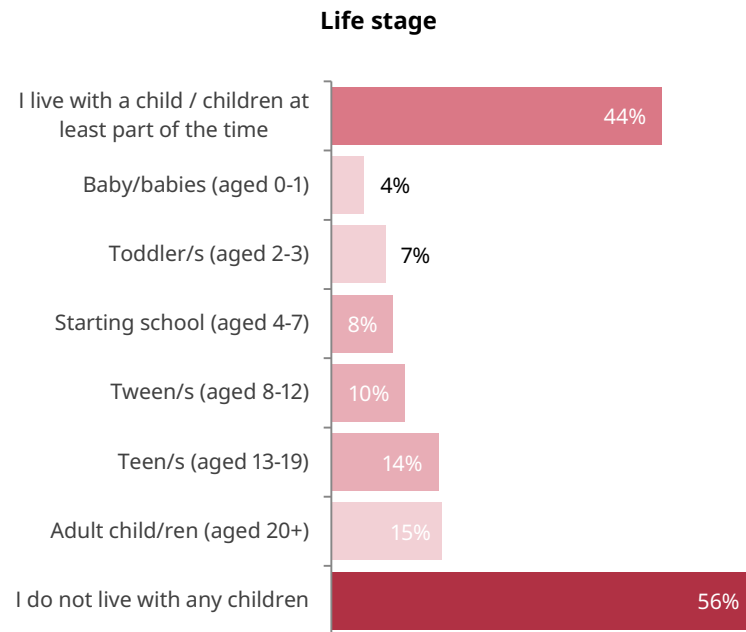 Life stage
I live with a child / children at
least part of the time
44%
Baby/babies (aged 0-1)
4%
Toddler/s (aged 2-3)
7%
Starting school (aged 4-7)
8%
Tween/s (aged 8-12)
10%
Teen/s (aged 13-19)
14%
Adult child/ren (aged 20+)
15%
I do not live with any children
56%